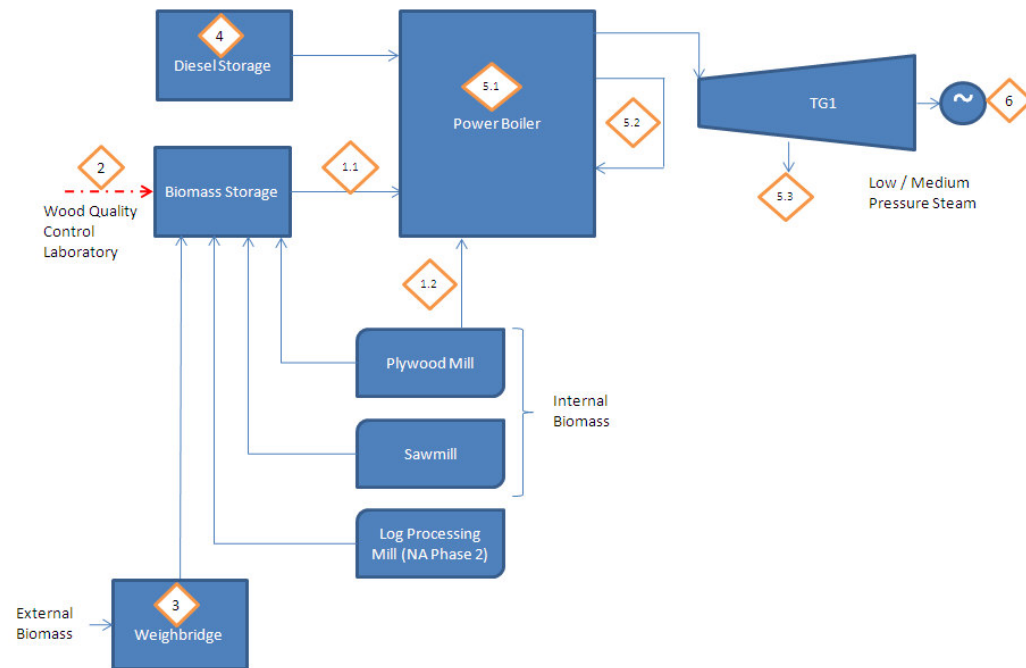 4
Diesel Storage
5.1
Power Boiler
5.2
TG1
~
6
5.3
Low / Medium
Pressure Steam
2
Wood Quality
Control
Laboratory
Biomass Storage
1.1
1.2
Plywood Mill
Sawmill
Internal
Biomass
Log Processing
Mill (NA Phase 2)
External
Biomass
3
Weighbridge